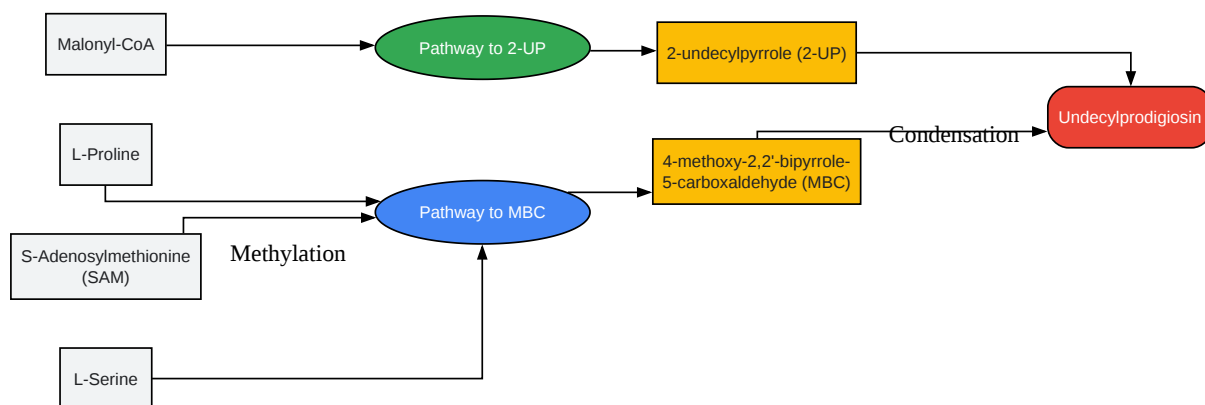 Malonyl-CoA
Pathway to 2-UP
2-undecylpyrrole (2-UP)
Undecylprodigiosin
L-Proline
Condensation
4-methoxy-2,2'-bipyrrole-
5-carboxaldehyde (MBC)
Pathway to MBC
S-Adenosylmethionine
(SAM)
Methylation
L-Serine